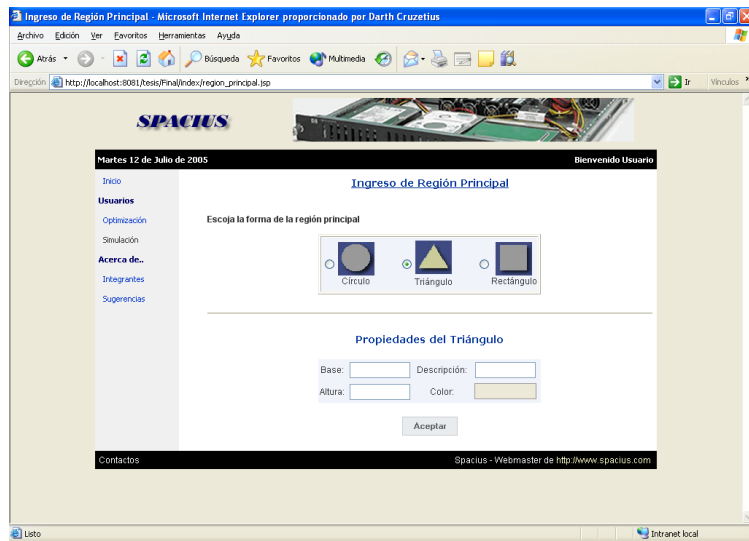 Ingreso de Región Principal - Microsoft Internet Explorer proporcionado por Darth Cruzetius
Archivo Edición Ver Favoritos Herramientas Ayuda
Atrás Búsqueda Favoritos Multimedia
Dirección http://localhost:8081/tesis/Final/index/region_principal.jsp Ir Vínculos »
SPACIUS
Martes 12 de Julio de 2005 Bienvenido Usuario
Inicio
Usuarios
Optimización
Simulación
Acerca de..
Integrantes
Sugerencias
Ingreso de Región Principal
Escoja la forma de la región principal
Círculo Triángulo Rectángulo
Propiedades del Triángulo
Base: Descripción:
Altura: Color:
Aceptar
Contactos Spacius - Webmaster de http://www.spacius.com
Listo Intranet local